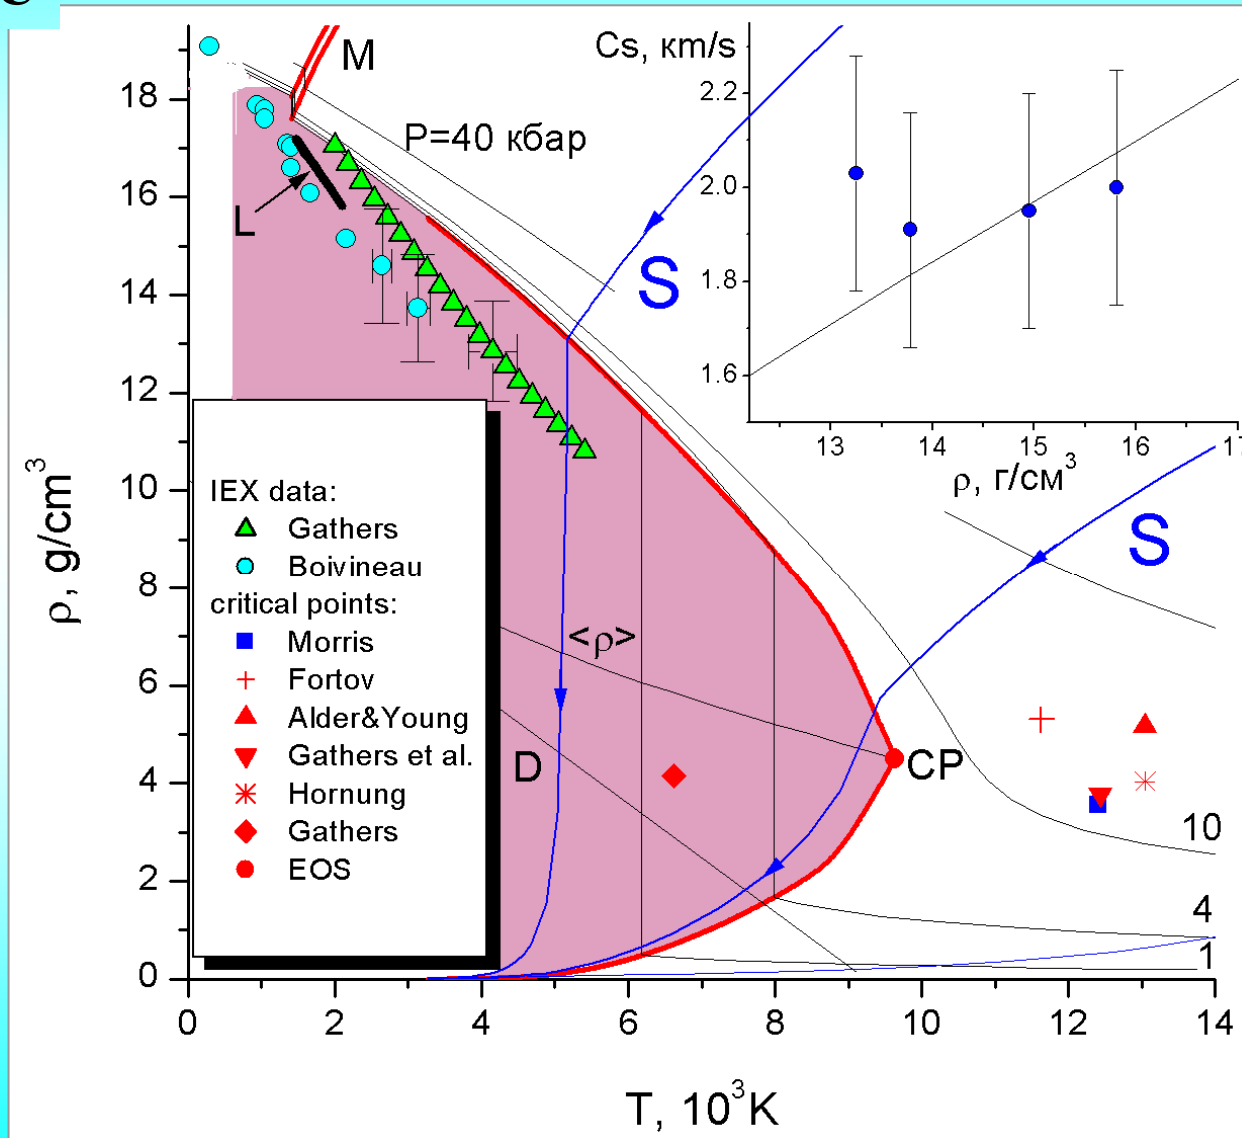 M
P=40 кбар
L
S
Cs, км/s
2.2
2.0
1.8
1.6
13 14 15 16 17
ρ, г/см³
S
18
16
14
12
10
8
6
4
2
0
ρ, g/cm³
IEX data:
Gathers
Boivineau
critical points:
Morris
Fortov
Alder&Young
Gathers et al.
Hornung
Gathers
EOS
<ρ>
D
CP
10
4
1
0 2 4 6 8 10 12 14
T, 10³K